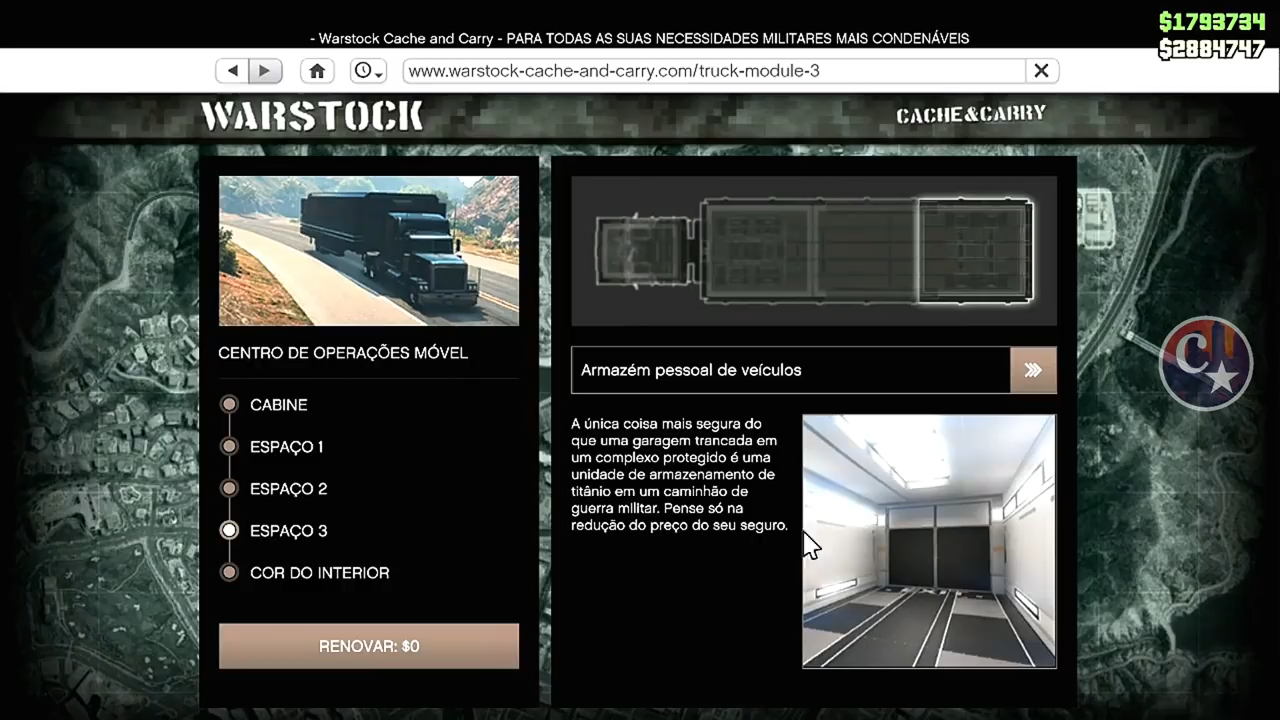 $1793734
- Warstock Cache and Carry - PARA TODAS AS SUAS NECESSIDADES MILITARES MAIS CONDENÁVEIS
$2884747
www.warstock-cache-and-carry.com/truck-module-3
WARSTOCK
CACHE&CARRY
CENTRO DE OPERAÇÕES MÓVEL
CABINE
ESPAÇO 1
ESPAÇO 2
ESPAÇO 3
COR DO INTERIOR
RENOVAR: $0
Armazém pessoal de veículos
A única coisa mais segura do
que uma garagem trancada em
um complexo protegido é uma
unidade de armazenamento de
titânio em um caminhão de
guerra militar. Pense só na
redução do preço do seu seguro.
C